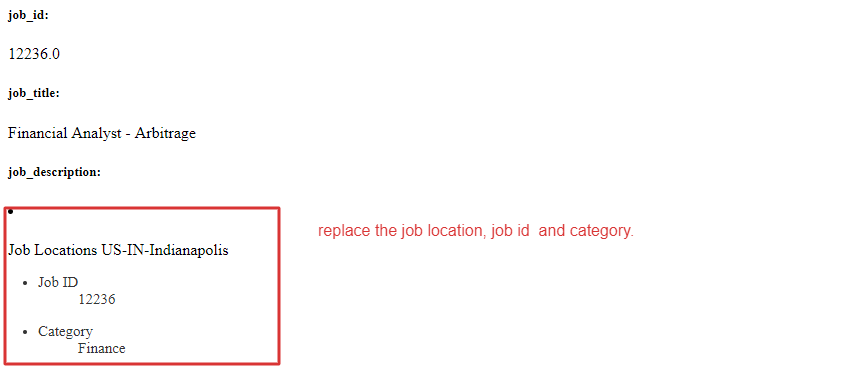 job_id:
12236.0
job_title:
Financial Analyst - Arbitrage
job_description:
replace the job location, job id and category.
Job Locations US-IN-Indianapolis
Job ID
12236
Category
Finance